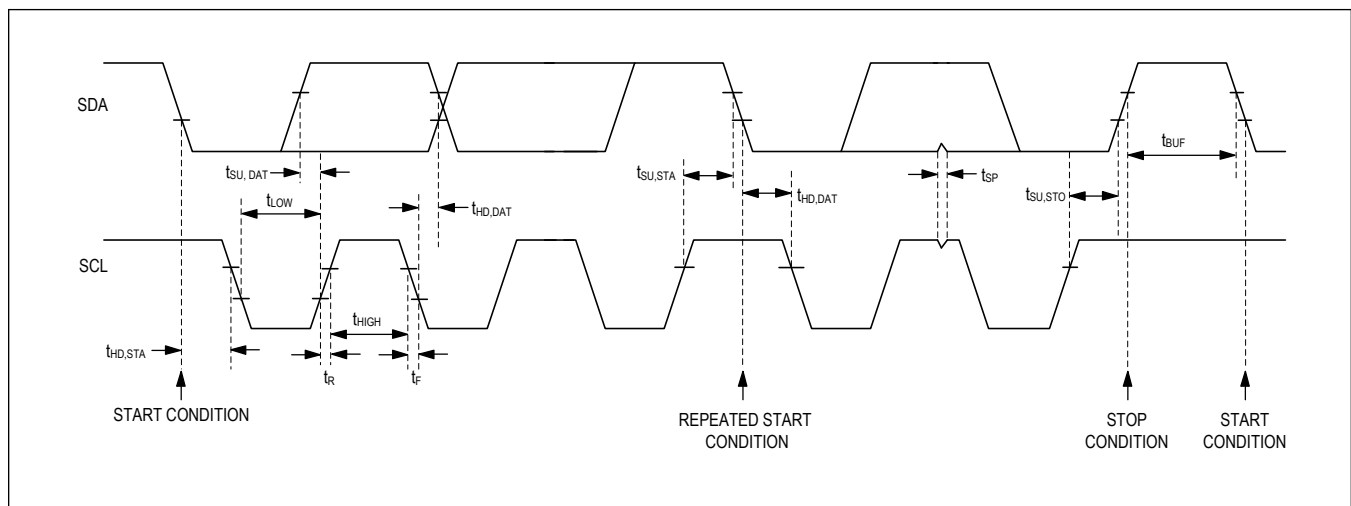 SDA
tSU, DAT
tLOW
tHD,DAT
tSU,STA
tHD,DAT
tSP
tSU,STO
tBUF
SCL
tHIGH
tHD,STA
tR
tF
START CONDITION
REPEATED START
CONDITION
STOP
CONDITION
START
CONDITION